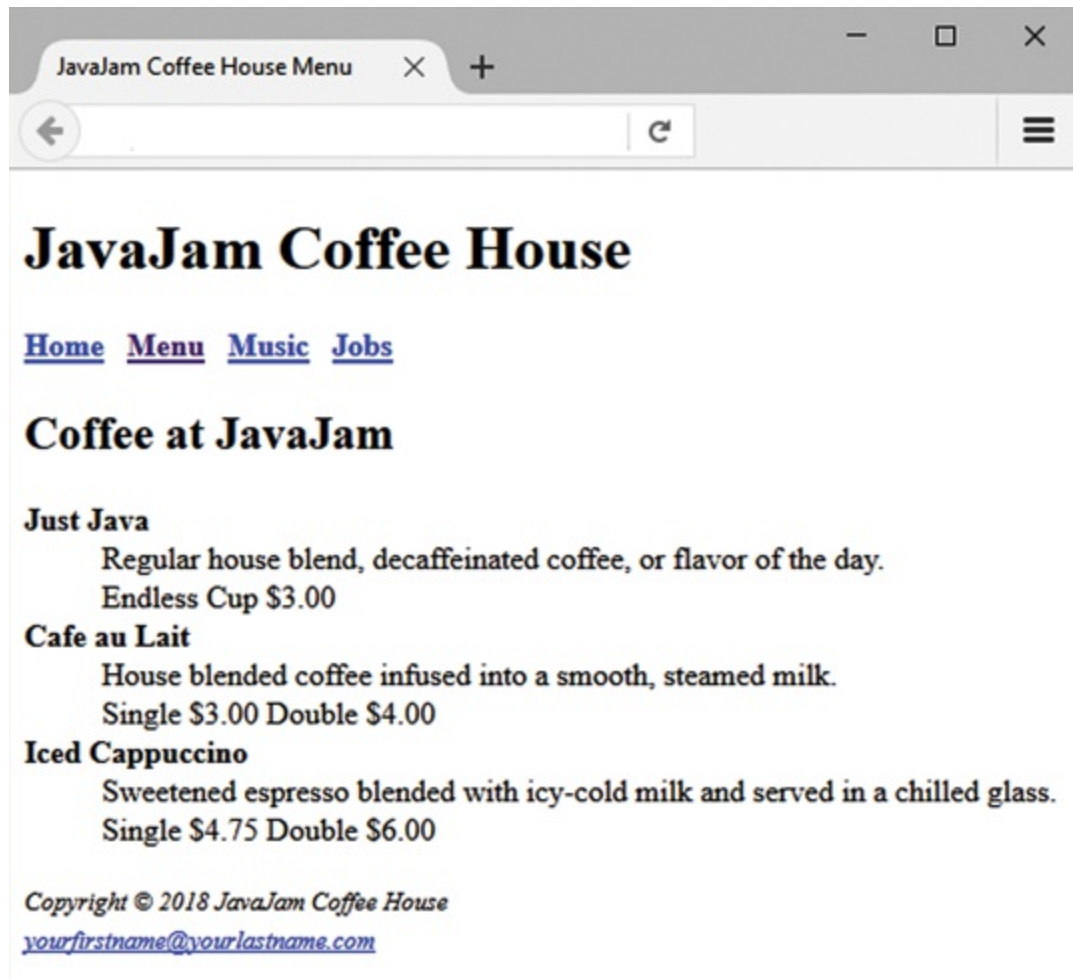 JavaJam Coffee House Menu
JavaJam Coffee House
Home Menu Music Jobs
Coffee at JavaJam
Just Java
Regular house blend, decaffeinated coffee, or flavor of the day.
Endless Cup $3.00
Cafe au Lait
House blended coffee infused into a smooth, steamed milk.
Single $3.00 Double $4.00
Iced Cappuccino
Sweetened espresso blended with icy-cold milk and served in a chilled glass.
Single $4.75 Double $6.00
Copyright © 2018 JavaJam Coffee House
yourfirstname@yourlastname.com